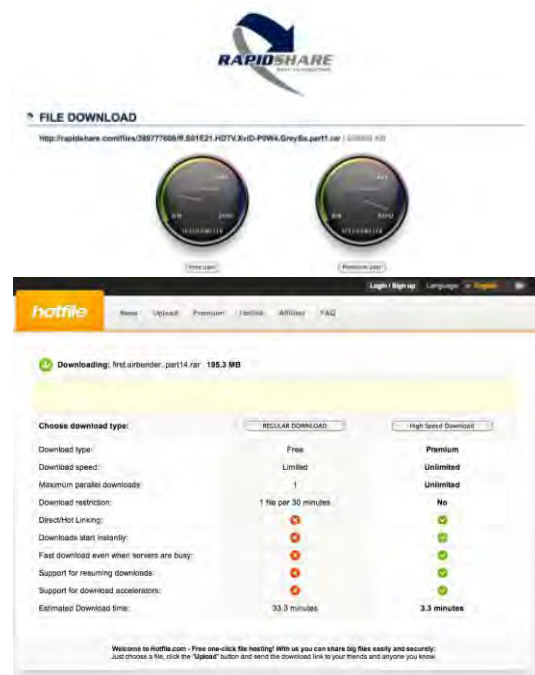 RAPIDSHARE
FILE DOWNLOAD
Free user Premium user
Login / Sign up Language: English
hotfile
News Upload Premium Hotlink Affiliate FAQ
Downloading: first.airbender..part14.rar 195.3 MB
Choose download type: REGULAR DOWNLOAD High Speed Download
Download type: Free Premium
Download speed: Limited Unlimited
Maximum parallel downloads: 1 Unlimited
Download restriction: 1 file per 30 minutes No
Direct/Hot Linking:
Downloads start instantly:
Fast download even when servers are busy:
Support for resuming downloads:
Support for download accelerators:
Estimated Download time: 33.3 minutes 3.3 minutes
Welcome to Hotfile.com - Free one-click file hosting! With us you can share big files easily and securely:
Just choose a file, click the "Upload" button and send the download link to your friends and anyone you know.